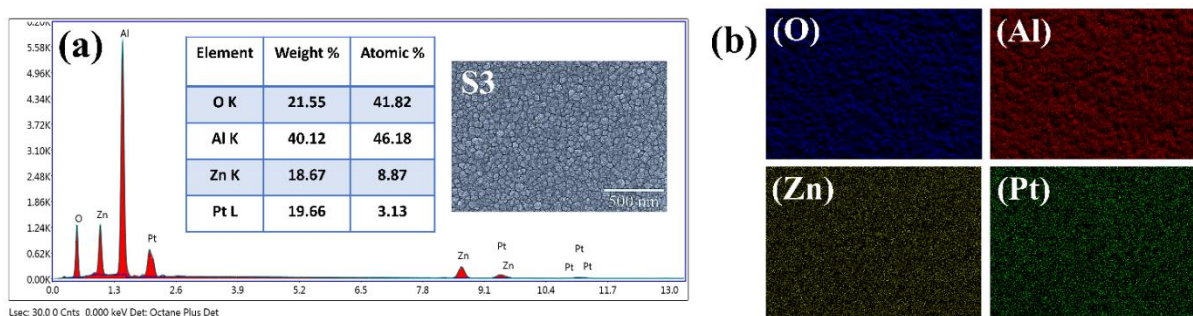 (a)
6.20K
5.58K
4.96K
4.34K
3.72K
3.10K
2.48K
1.86K
1.24K
0.62K
0.00K
O
Zn
Al
Pt
Zn
Pt
Zn
Pt
Pt
Pt
0.0 1.3 2.6 3.9 5.2 6.5 7.8 9.1 10.4 11.7 13.0
Lsec: 30.0 0 Cnts 0.000 keV Det: Octane Plus Det
Element Weight % Atomic %
O K 21.55 41.82
Al K 40.12 46.18
Zn K 18.67 8.87
Pt L 19.66 3.13
S3
500 nm
(b)
(O)
(Al)
(Zn)
(Pt)